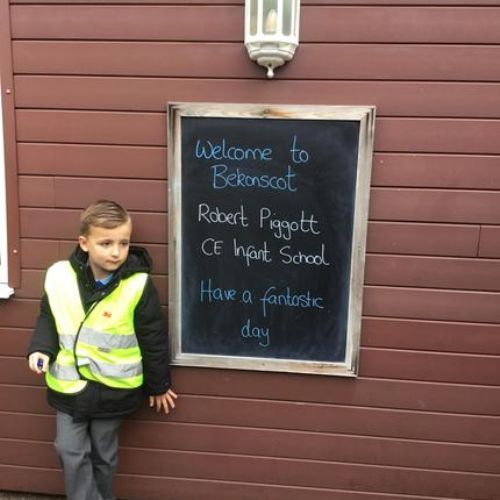 Welcome to
Bekonscot
Robert Piggott
CE Infant School
Have a fantastic
day